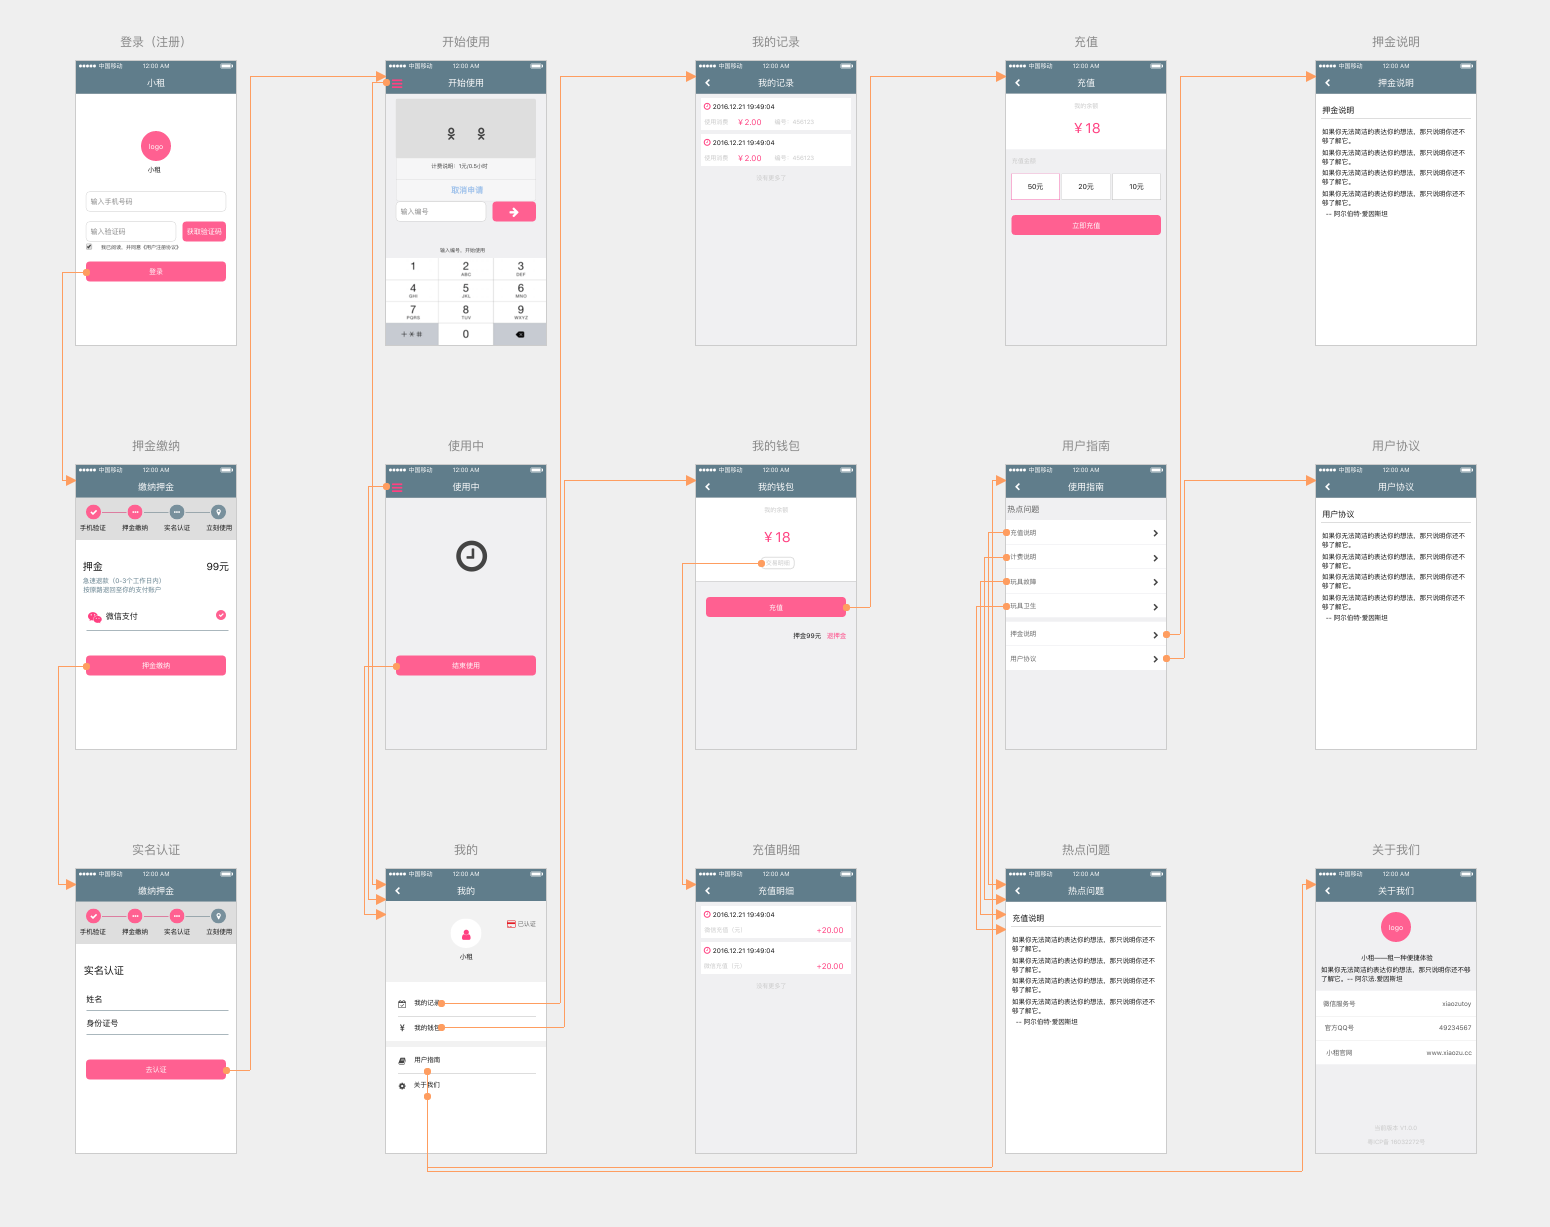 登录（注册）
中国移动 12:00 AM
小租
logo
小租
输入手机号码
输入验证码
获取验证码
我已阅读，并同意《用户注册协议》
登录
开始使用
中国移动 12:00 AM
开始使用
计费说明：1元/0.5小时
取消申请
输入编号
输入编号，开始使用
1 2 3
ABC DEF
4 5 6
GHI JKL MNO
7 8 9
PQRS TUV WXYZ
+*# 0
我的记录
中国移动 12:00 AM
我的记录
2016.12.21 19:49:04
使用消费 ¥2.00 编号：456123
2016.12.21 19:49:04
使用消费 ¥2.00 编号：456123
没有更多了
充值
中国移动 12:00 AM
充值
我的余额
¥18
充值金额
50元 20元 10元
立即充值
押金说明
中国移动 12:00 AM
押金说明
押金说明
如果你无法简洁的表达你的想法，那只说明你还不
够了解它。
如果你无法简洁的表达你的想法，那只说明你还不
够了解它。
如果你无法简洁的表达你的想法，那只说明你还不
够了解它。
如果你无法简洁的表达你的想法，那只说明你还不
够了解它。
-- 阿尔伯特·爱因斯坦
押金缴纳
中国移动 12:00 AM
缴纳押金
手机验证 押金缴纳 实名认证 立刻使用
押金 99元
急速退款（0-3个工作日内）
按原路退回至你的支付账户
微信支付
押金缴纳
使用中
中国移动 12:00 AM
使用中
结束使用
我的钱包
中国移动 12:00 AM
我的钱包
我的余额
¥18
交易明细
充值
押金99元 退押金
用户指南
中国移动 12:00 AM
使用指南
热点问题
充值说明
计费说明
玩具故障
玩具卫生
押金说明
用户协议
用户协议
中国移动 12:00 AM
用户协议
用户协议
如果你无法简洁的表达你的想法，那只说明你还不
够了解它。
如果你无法简洁的表达你的想法，那只说明你还不
够了解它。
如果你无法简洁的表达你的想法，那只说明你还不
够了解它。
如果你无法简洁的表达你的想法，那只说明你还不
够了解它。
-- 阿尔伯特·爱因斯坦
实名认证
中国移动 12:00 AM
缴纳押金
手机验证 押金缴纳 实名认证 立刻使用
实名认证
姓名
身份证号
去认证
我的
中国移动 12:00 AM
我的
已认证
小租
我的记录
¥ 我的钱包
用户指南
关于我们
充值明细
中国移动 12:00 AM
充值明细
2016.12.21 19:49:04
微信充值（元） +20.00
2016.12.21 19:49:04
微信充值（元） +20.00
没有更多了
热点问题
中国移动 12:00 AM
热点问题
充值说明
如果你无法简洁的表达你的想法，那只说明你还不
够了解它。
如果你无法简洁的表达你的想法，那只说明你还不
够了解它。
如果你无法简洁的表达你的想法，那只说明你还不
够了解它。
如果你无法简洁的表达你的想法，那只说明你还不
够了解它。
-- 阿尔伯特·爱因斯坦
关于我们
中国移动 12:00 AM
关于我们
logo
小租——租一种便捷体验
如果你无法简洁的表达你的想法，那只说明你还不够
了解它。-- 阿尔法.爱因斯坦
微信服务号 xiaozutoy
官方QQ号 49234567
小租官网 www.xiaozu.cc
当前版本 V1.0.0